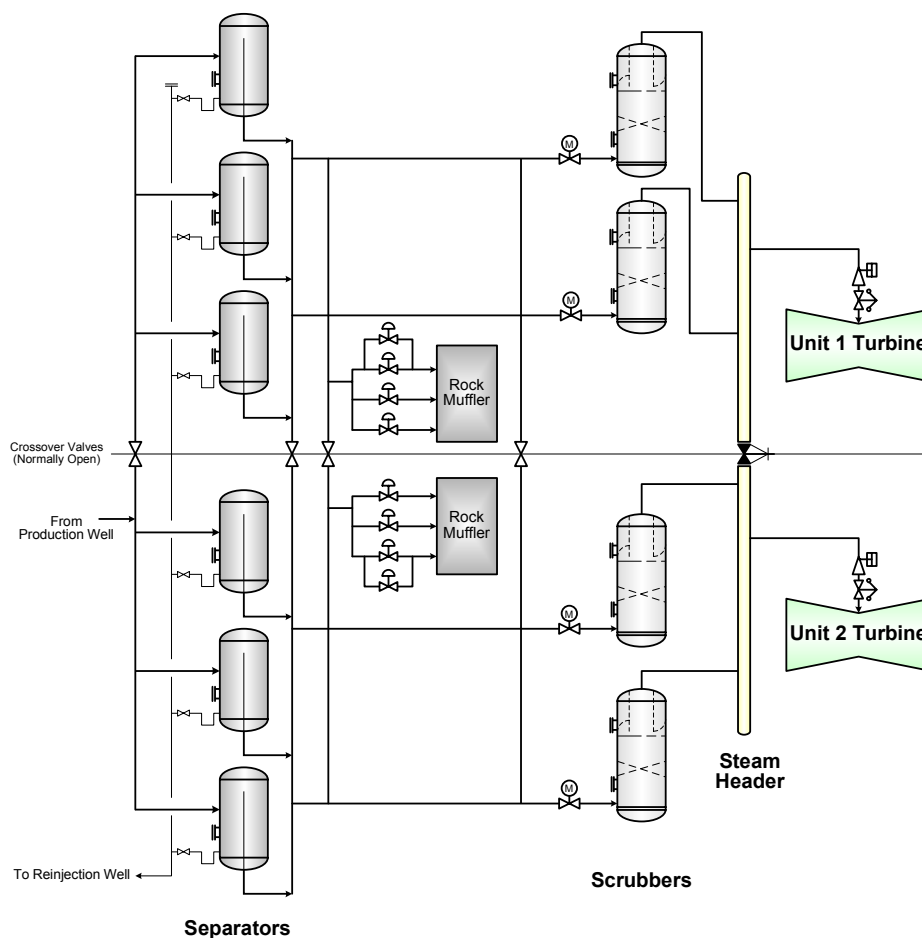 M
M
Unit 1 Turbine
Rock
Muffler
Crossover Valves
(Normally Open)
Rock
Muffler
From
Production Well
M
Unit 2 Turbine
Steam
Header
M
To Reinjection Well
Scrubbers
Separators